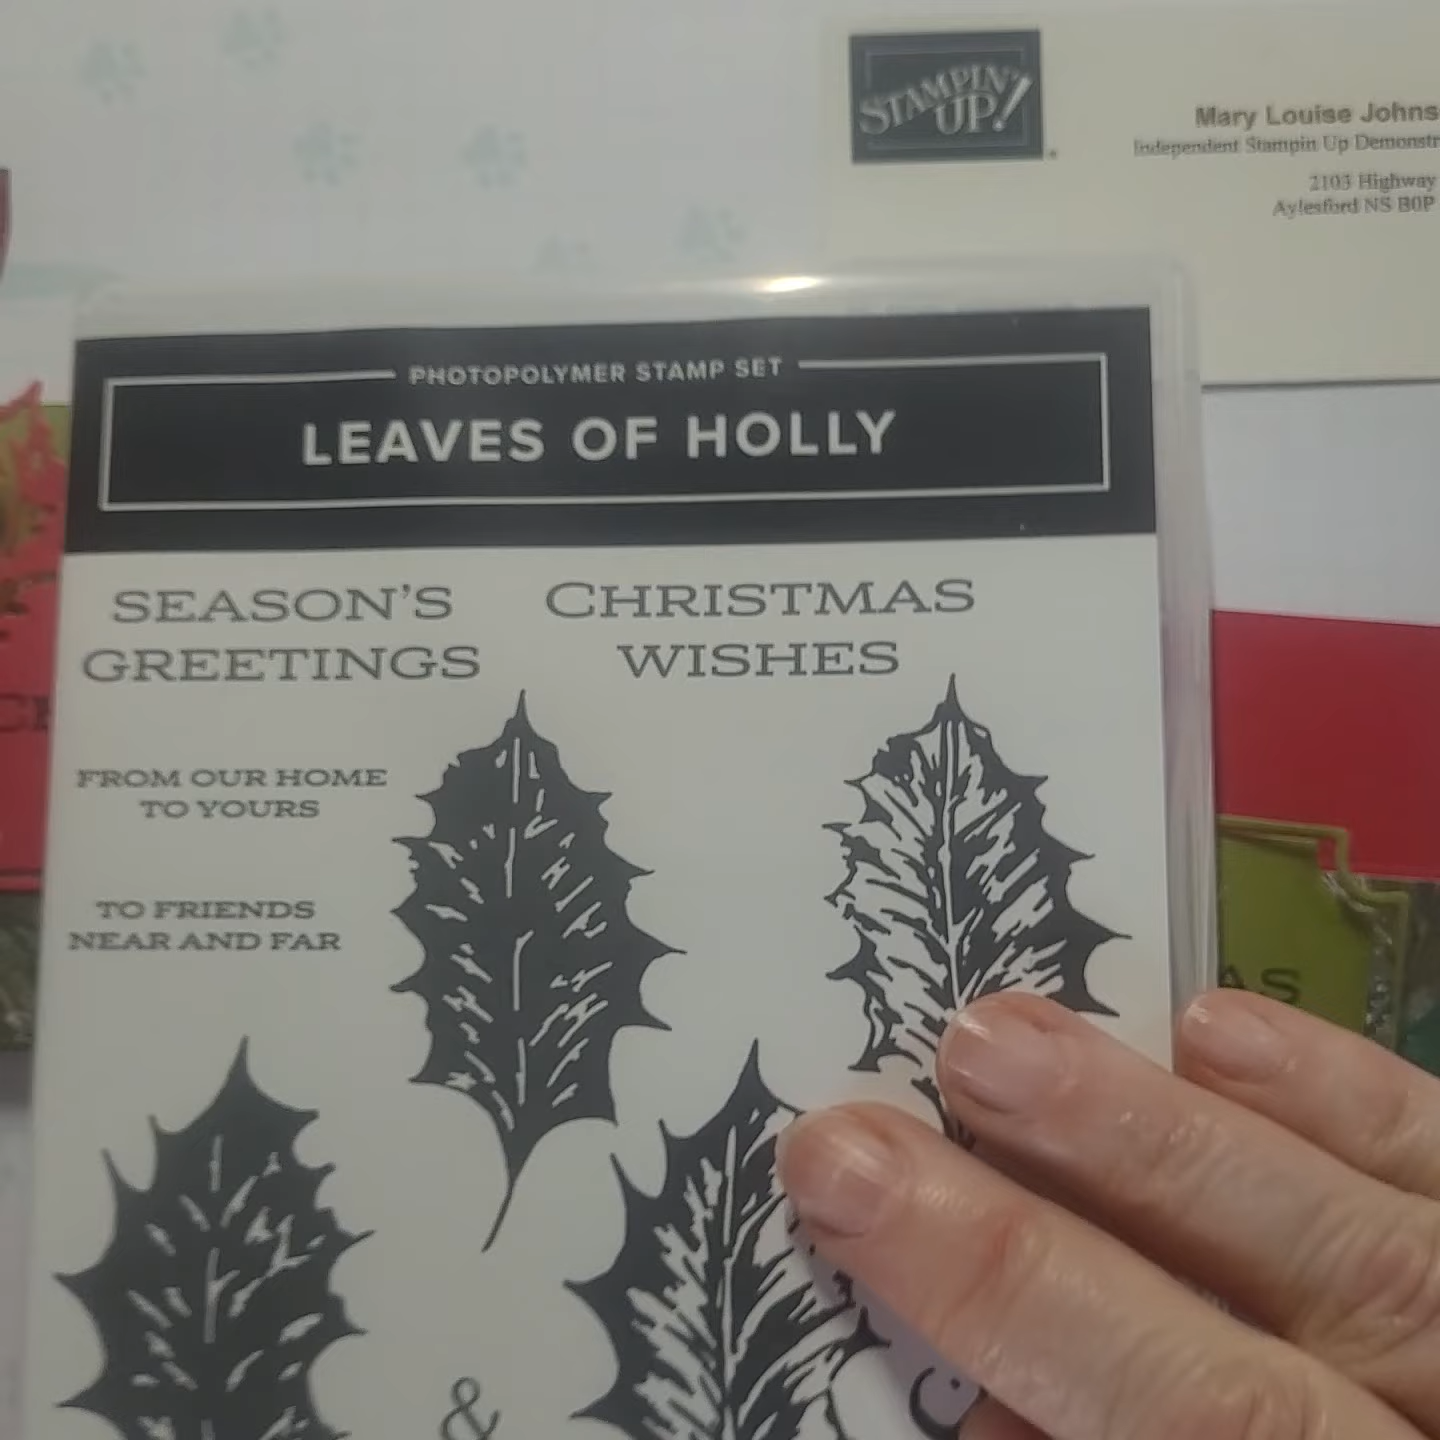 STAMPIN' UP!
Mary Louise Johns
Independent Stampin Up Demonstr
2103 Highway
Aylesford NS B0P
PHOTOPOLYMER STAMP SET
LEAVES OF HOLLY
SEASON'S
GREETINGS
CHRISTMAS
WISHES
FROM OUR HOME
TO YOURS
TO FRIENDS
NEAR AND FAR
AS
&